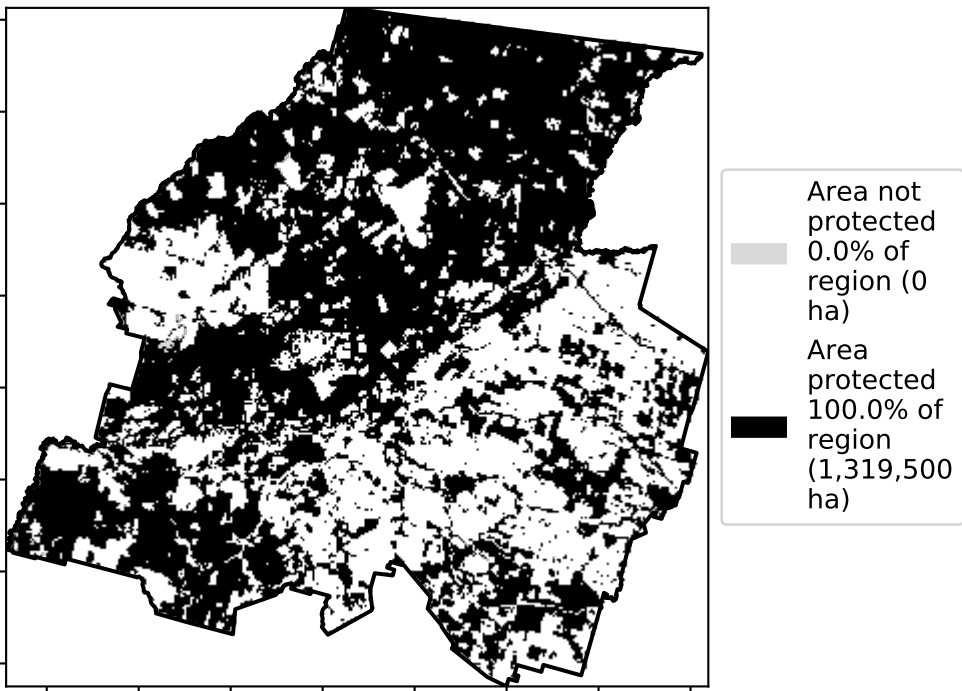 Area not
protected
0.0% of
region (0
ha)
Area
protected
100.0% of
region
(1,319,500
ha)